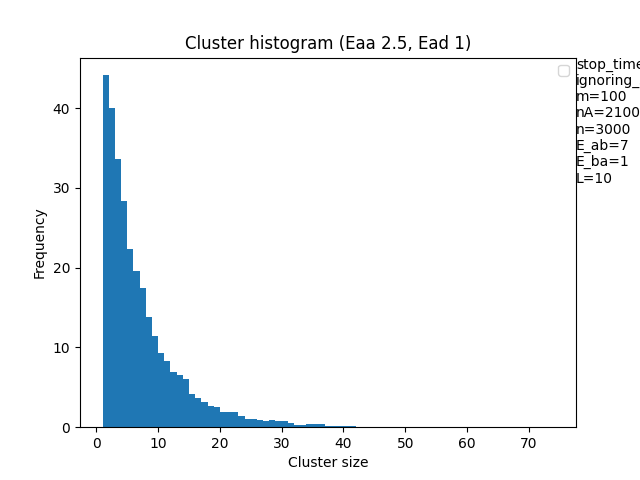 Cluster histogram (Eaa 2.5, Ead 1)
stop_time
ignoring_
m=100
nA=2100
n=3000
E_ab=7
E_ba=1
L=10
Frequency
40
30
20
10
0
0 10 20 30 40 50 60 70
Cluster size